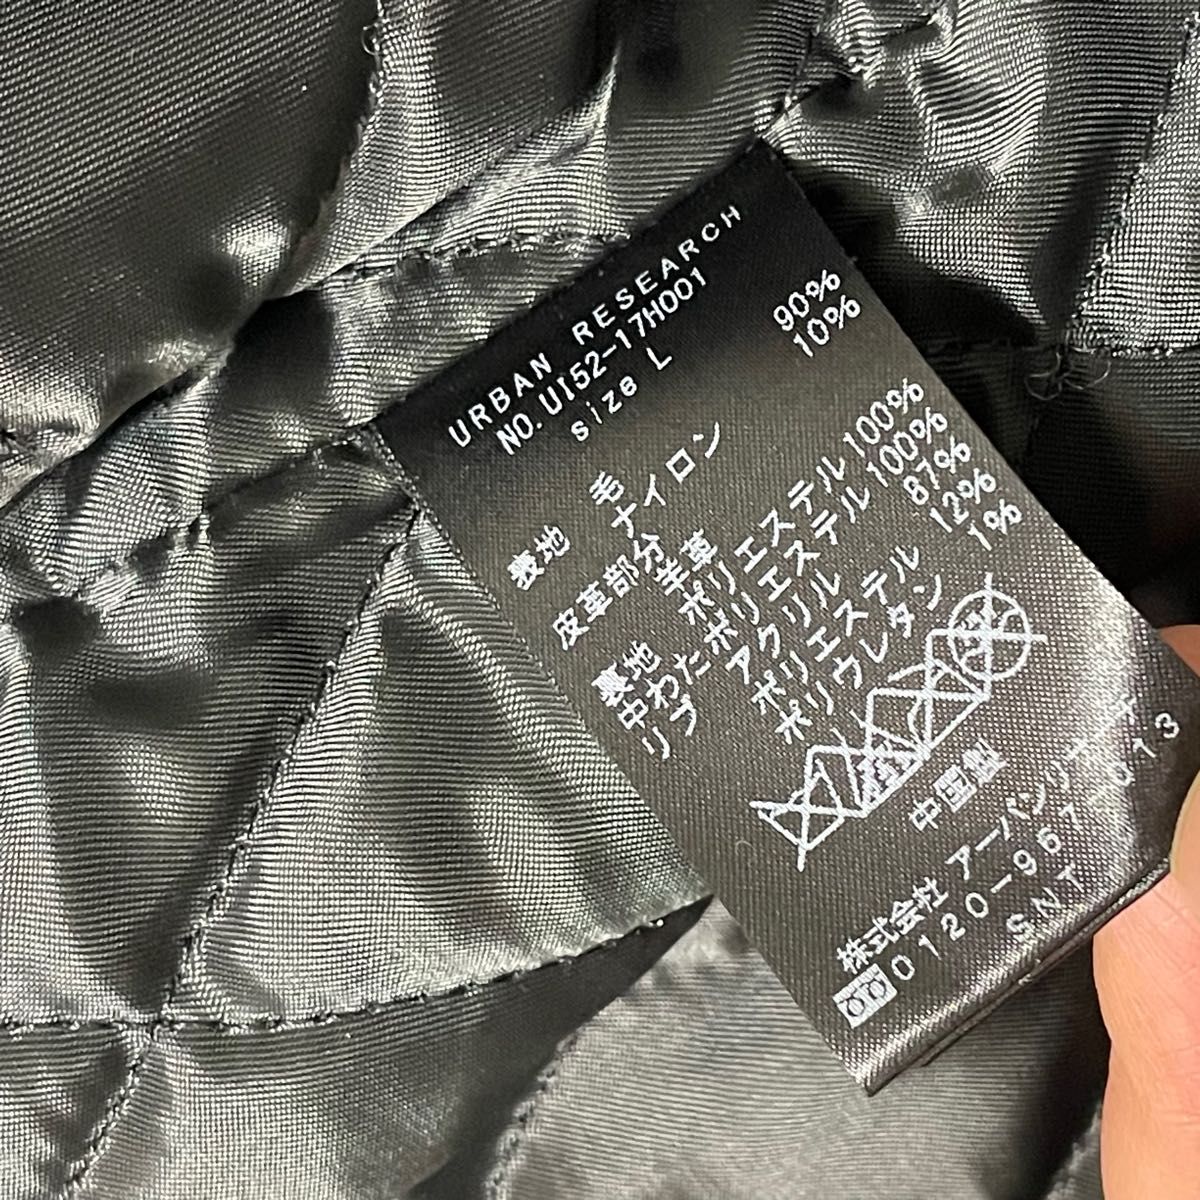 URBAN RESEARCH
NO. UI52-17H001
size L
表地 毛 90%
ナイロン 10%
皮革部分 羊革
裏地 ポリエステル 100%
中わた ポリエステル 100%
リブ アクリル 87%
ポリエステル 12%
ポリウレタン 1%
中国製
株式会社 アーバンリサーチ
0120-967-013
SNT